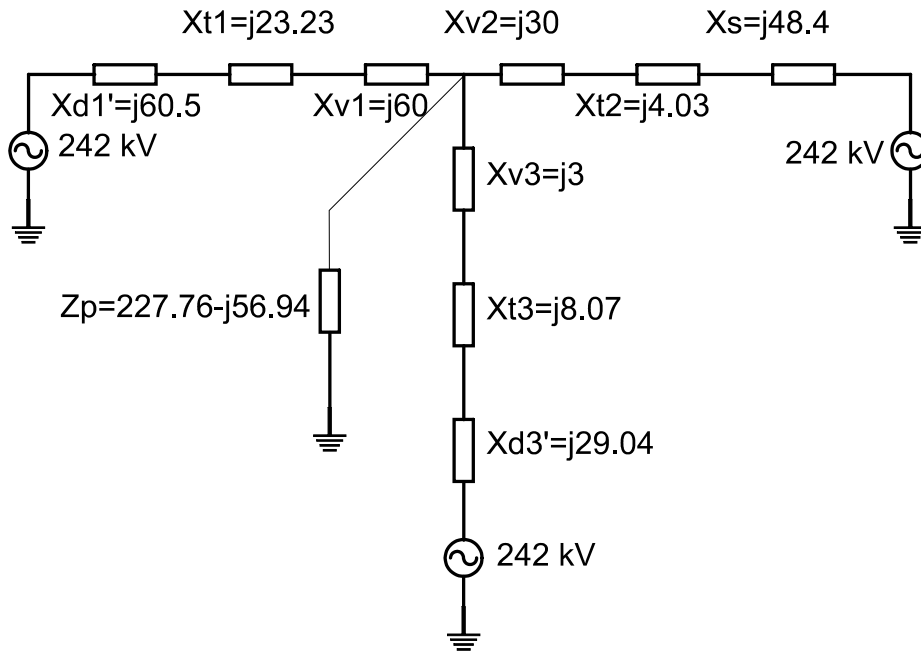 Xt1=j23.23
Xv2=j30
Xs=j48.4
Xd1'=j60.5
Xv1=j60
Xt2=j4.03
242 kV
242 kV
Xv3=j3
Zp=227.76-j56.94
Xt3=j8.07
Xd3'=j29.04
242 kV